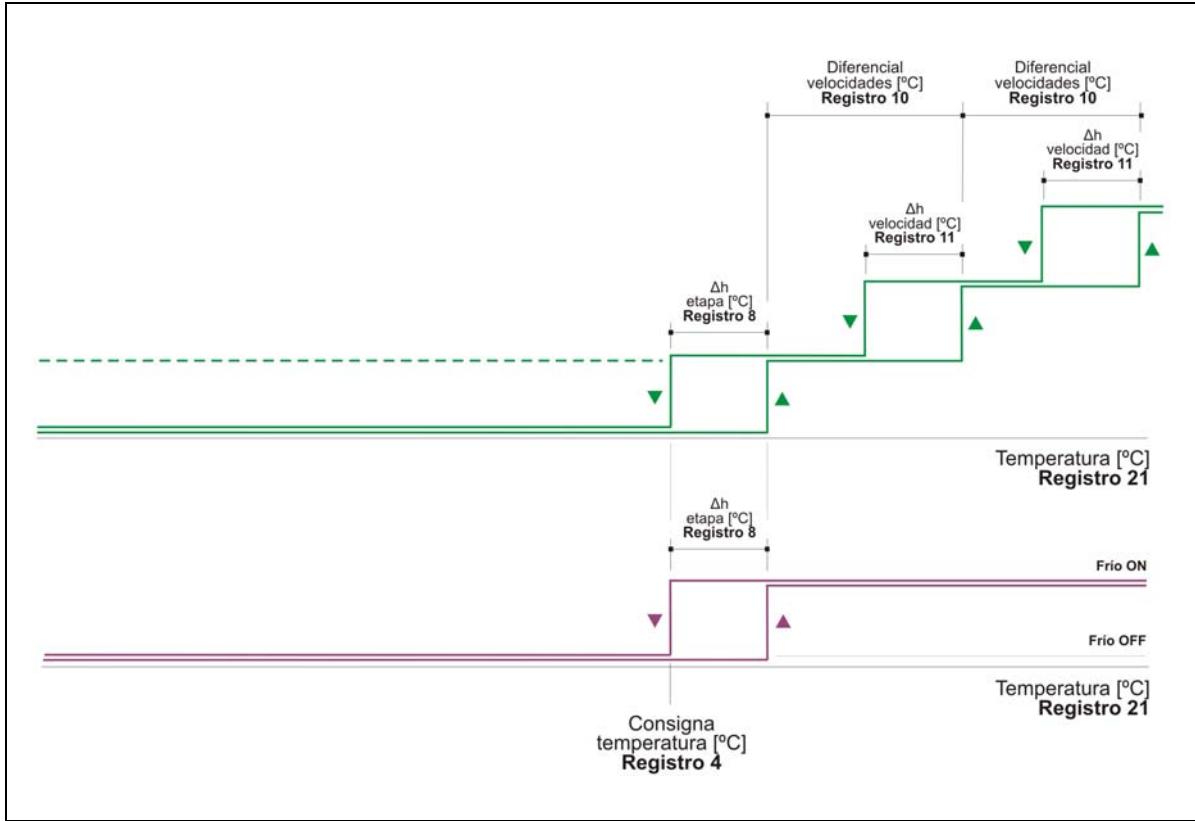 Diferencial
velocidades [ºC]
Registro 10
Diferencial
velocidades [ºC]
Registro 10
Δh
velocidad [ºC]
Registro 11
Δh
velocidad [ºC]
Registro 11
Δh
etapa [ºC]
Registro 8
Temperatura [ºC]
Registro 21
Δh
etapa [ºC]
Registro 8
Frío ON
Frío OFF
Temperatura [ºC]
Registro 21
Consigna
temperatura [ºC]
Registro 4